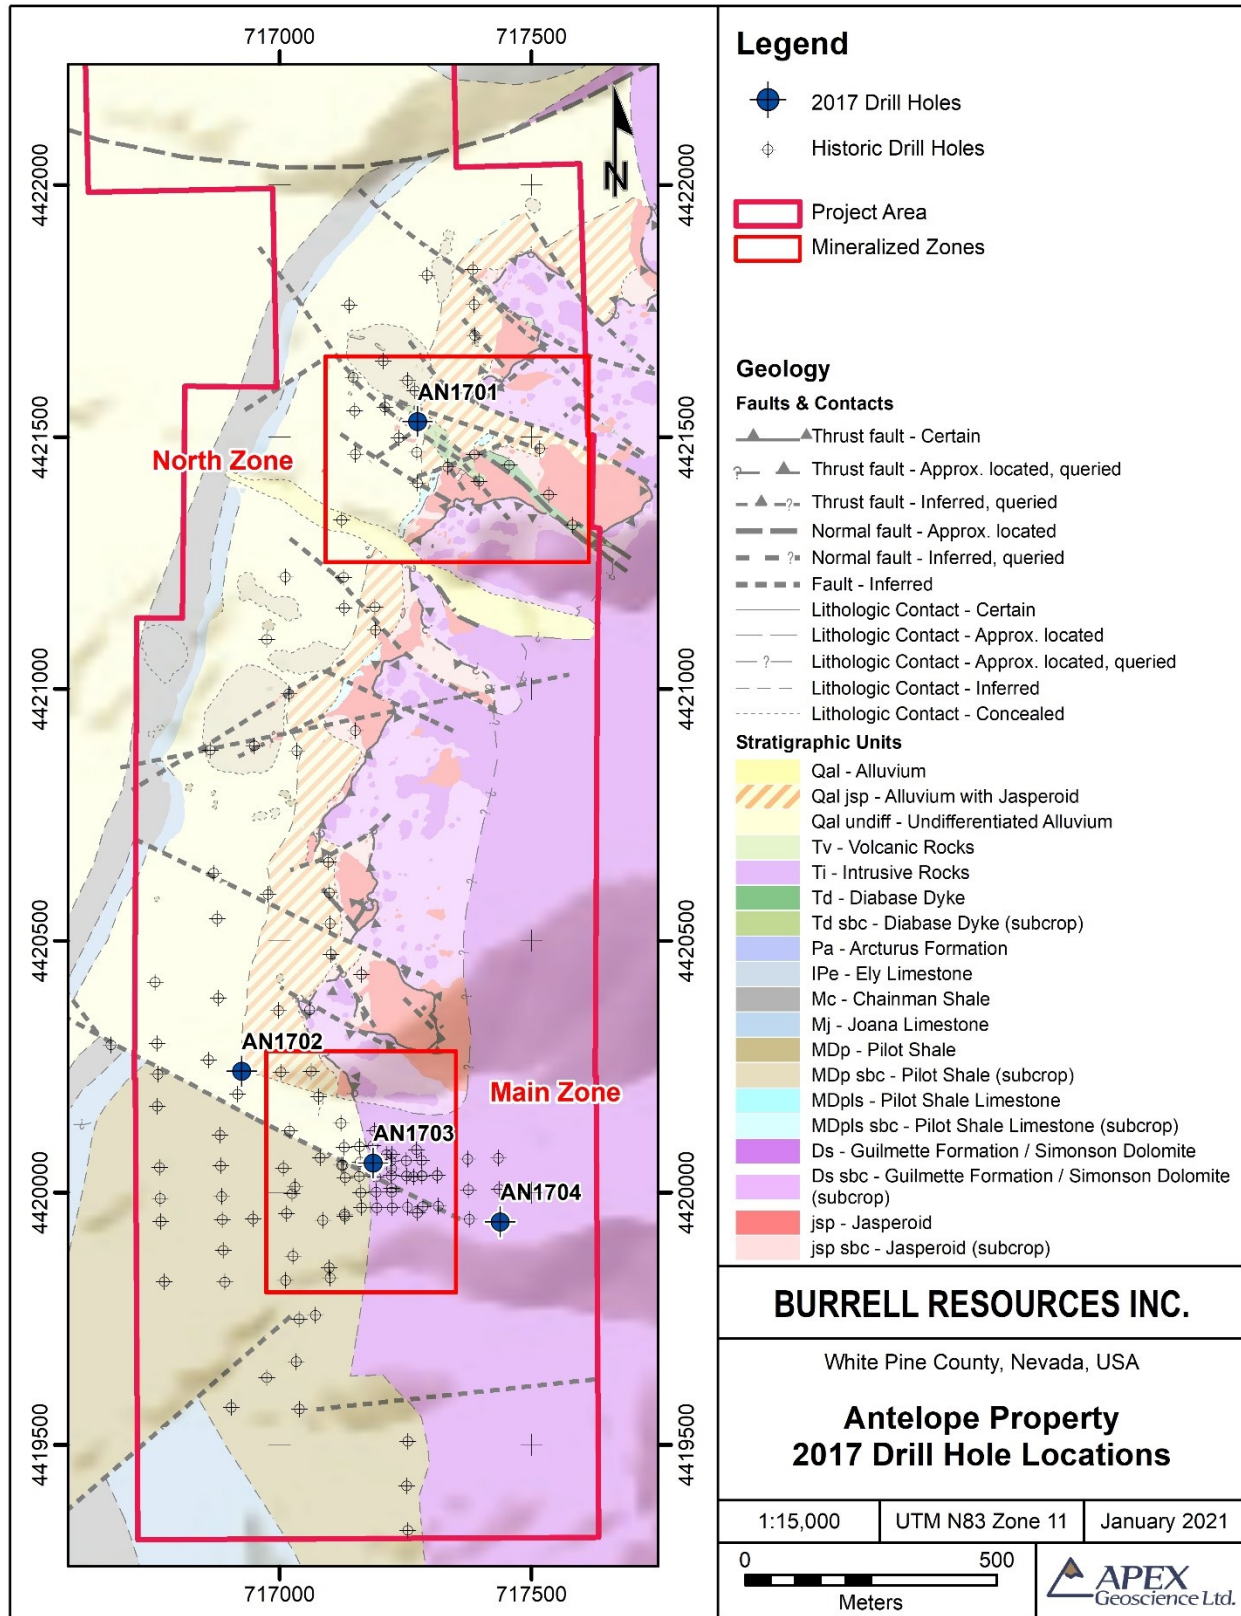 717000
717500
4422000
4422000
4421500
4421500
4421000
4421000
4420500
4420500
4420000
4420000
4419500
4419500
N
AN1701
North Zone
AN1702
Main Zone
AN1703
AN1704
717000
717500
Legend
2017 Drill Holes
Historic Drill Holes
Project Area
Mineralized Zones
Geology
Faults & Contacts
Thrust fault - Certain
? Thrust fault - Approx. located, queried
? Thrust fault - Inferred, queried
Normal fault - Approx. located
? Normal fault - Inferred, queried
Fault - Inferred
Lithologic Contact - Certain
Lithologic Contact - Approx. located
? Lithologic Contact - Approx. located, queried
Lithologic Contact - Inferred
Lithologic Contact - Concealed
Stratigraphic Units
Qal - Alluvium
Qal jsp - Alluvium with Jasperoid
Qal undiff - Undifferentiated Alluvium
Tv - Volcanic Rocks
Ti - Intrusive Rocks
Td - Diabase Dyke
Td sbc - Diabase Dyke (subcrop)
Pa - Arcturus Formation
IPe - Ely Limestone
Mc - Chainman Shale
Mj - Joana Limestone
MDp - Pilot Shale
MDp sbc - Pilot Shale (subcrop)
MDpls - Pilot Shale Limestone
MDpls sbc - Pilot Shale Limestone (subcrop)
Ds - Guilmette Formation / Simonson Dolomite
Ds sbc - Guilmette Formation / Simonson Dolomite
(subcrop)
jsp - Jasperoid
jsp sbc - Jasperoid (subcrop)
BURRELL RESOURCES INC.
White Pine County, Nevada, USA
Antelope Property
2017 Drill Hole Locations
1:15,000
UTM N83 Zone 11
January 2021
0 500
Meters
APEX
Geoscience Ltd.